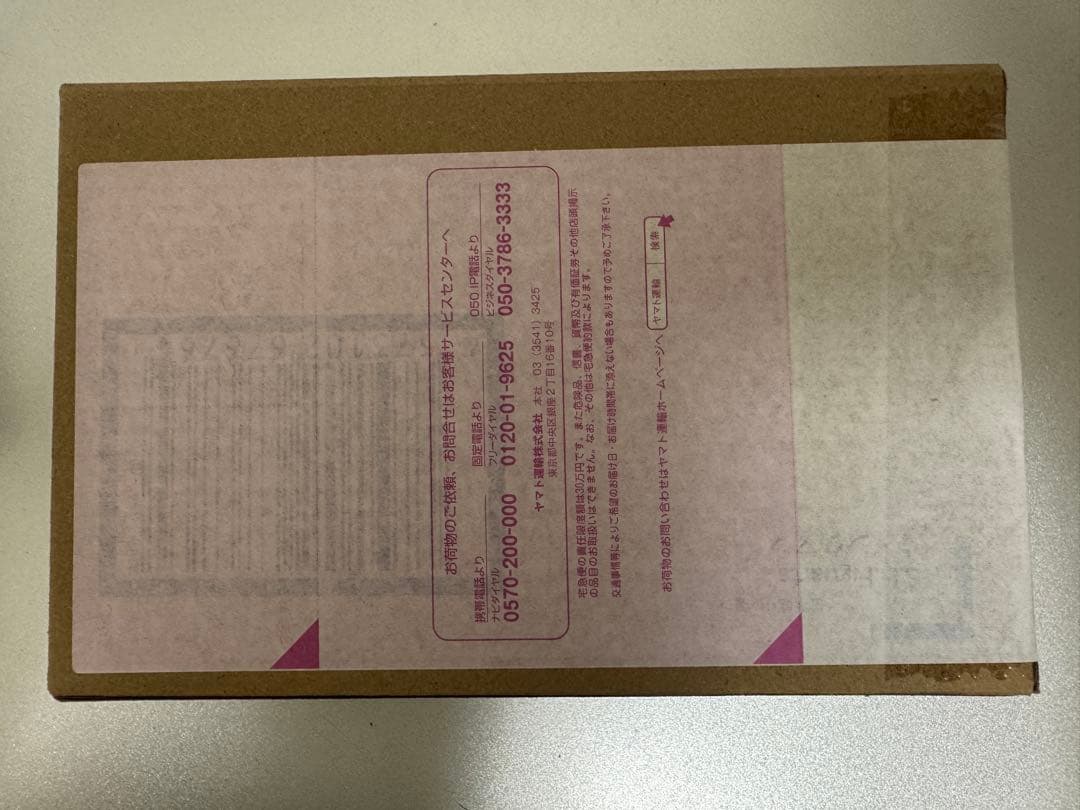 お荷物のご依頼、お問合せはお客様サービスセンターへ
携帯電話より 固定電話より 050 IP電話より
ナビダイヤル フリーダイヤル ビジネスダイヤル
0570-200-000 0120-01-9625 050-3786-3333
ヤマト運輸株式会社 本社 03 (3541) 3425
東京都中央区銀座2丁目16番10号
宅急便の責任限度額は30万円です。また危険品、信書、貨幣及び有価証券その他店頭掲示
の品目のお取扱いはできません。なお、その他は宅急便約款によります。
交通事情等によりご希望のお届け日・お届け時間帯に添えない場合もありますので予めご了承下さい。
お荷物のお問い合わせはヤマト運輸ホームページへ ヤマト運輸 検索